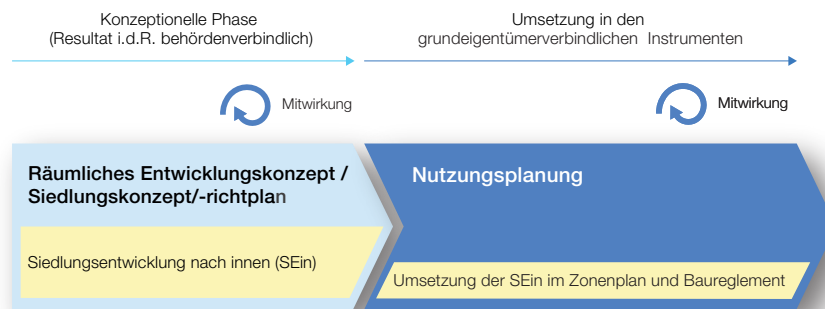 Konzeptionelle Phase
(Resultat i.d.R. behördenverbindlich)
Umsetzung in den
grundeigentümerverbindlichen Instrumenten
Mitwirkung
Mitwirkung
Räumliches Entwicklungskonzept /
Siedlungskonzept/-richtplan
Nutzungsplanung
Siedlungsentwicklung nach innen (SEin)
Umsetzung der SEin im Zonenplan und Baureglement